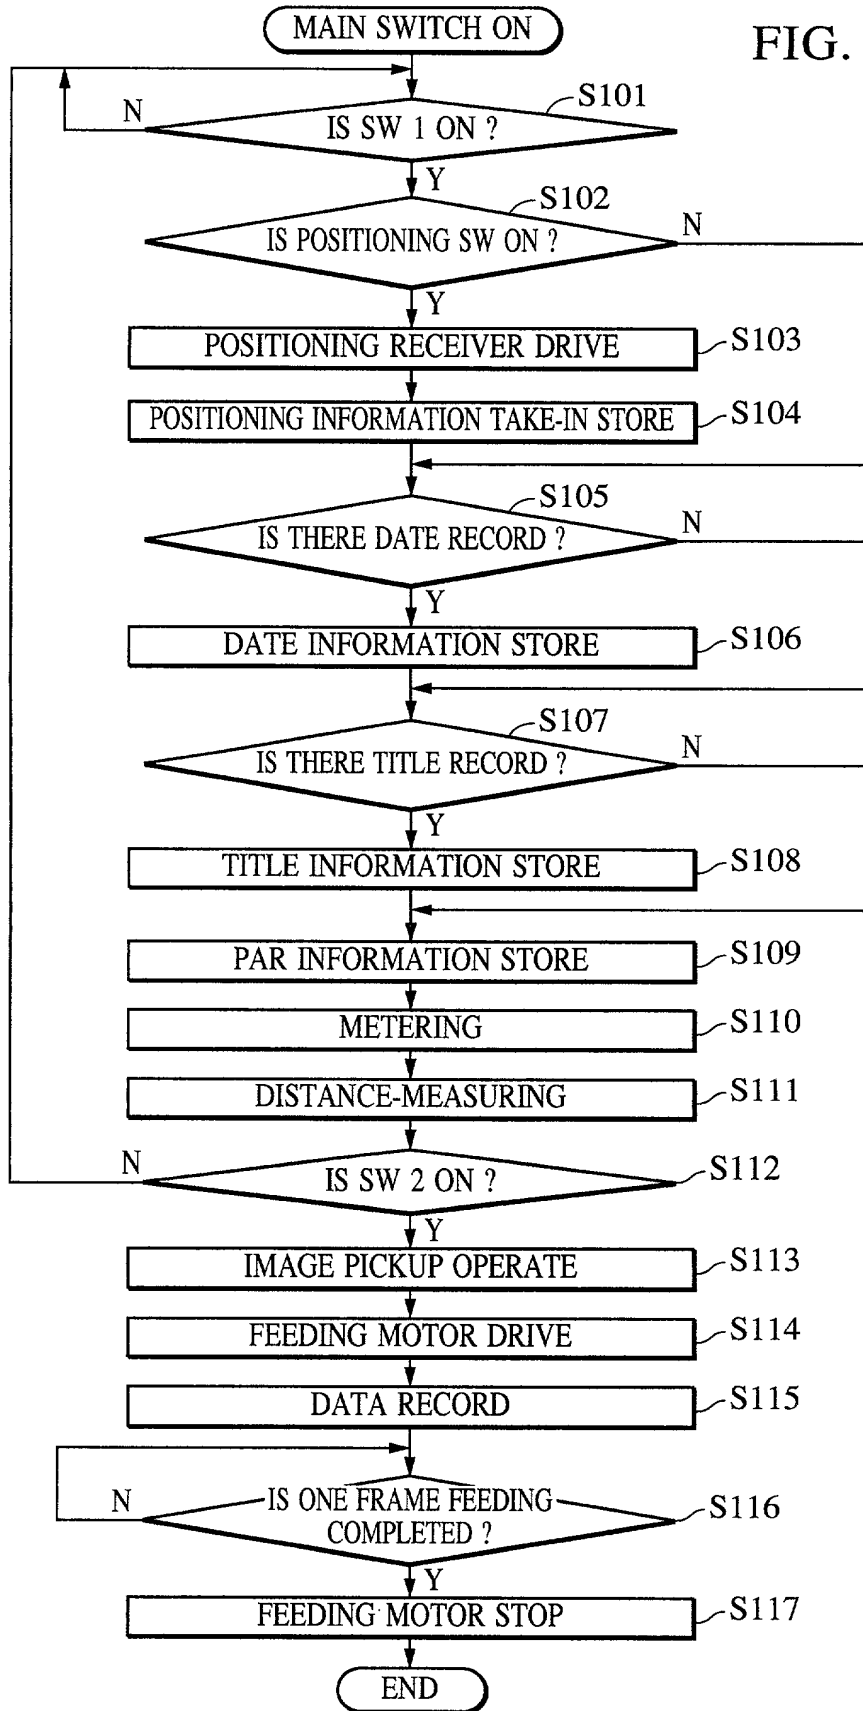 MAIN SWITCH ON
FIG.
N
S101
IS SW 1 ON ?
Y
S102
IS POSITIONING SW ON ?
N
Y
POSITIONING RECEIVER DRIVE
S103
POSITIONING INFORMATION TAKE-IN STORE
S104
S105
IS THERE DATE RECORD ?
N
Y
DATE INFORMATION STORE
S106
S107
IS THERE TITLE RECORD ?
N
Y
TITLE INFORMATION STORE
S108
PAR INFORMATION STORE
S109
METERING
S110
DISTANCE-MEASURING
S111
N
IS SW 2 ON ?
S112
Y
IMAGE PICKUP OPERATE
S113
FEEDING MOTOR DRIVE
S114
DATA RECORD
S115
N
IS ONE FRAME FEEDING
COMPLETED ?
S116
Y
FEEDING MOTOR STOP
S117
END